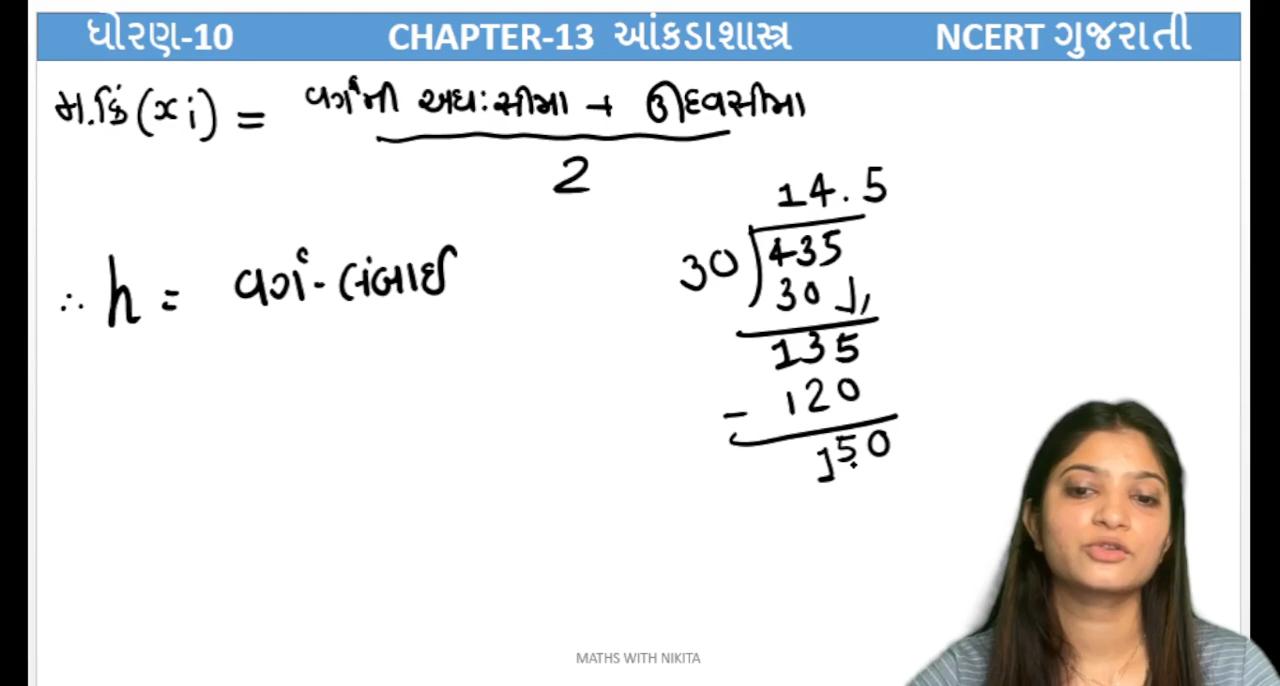 ધોરણ-10 CHAPTER-13 આંકડાશાસ્ત્ર NCERT ગુજરાતી
મ.કિં (xi) = વર્ગની અધઃસીમા + ઊર્ધ્વસીમા
2
∴ h = વર્ગ-લંબાઈ
14.5
30 435
30
135
- 120
150
MATHS WITH NIKITA